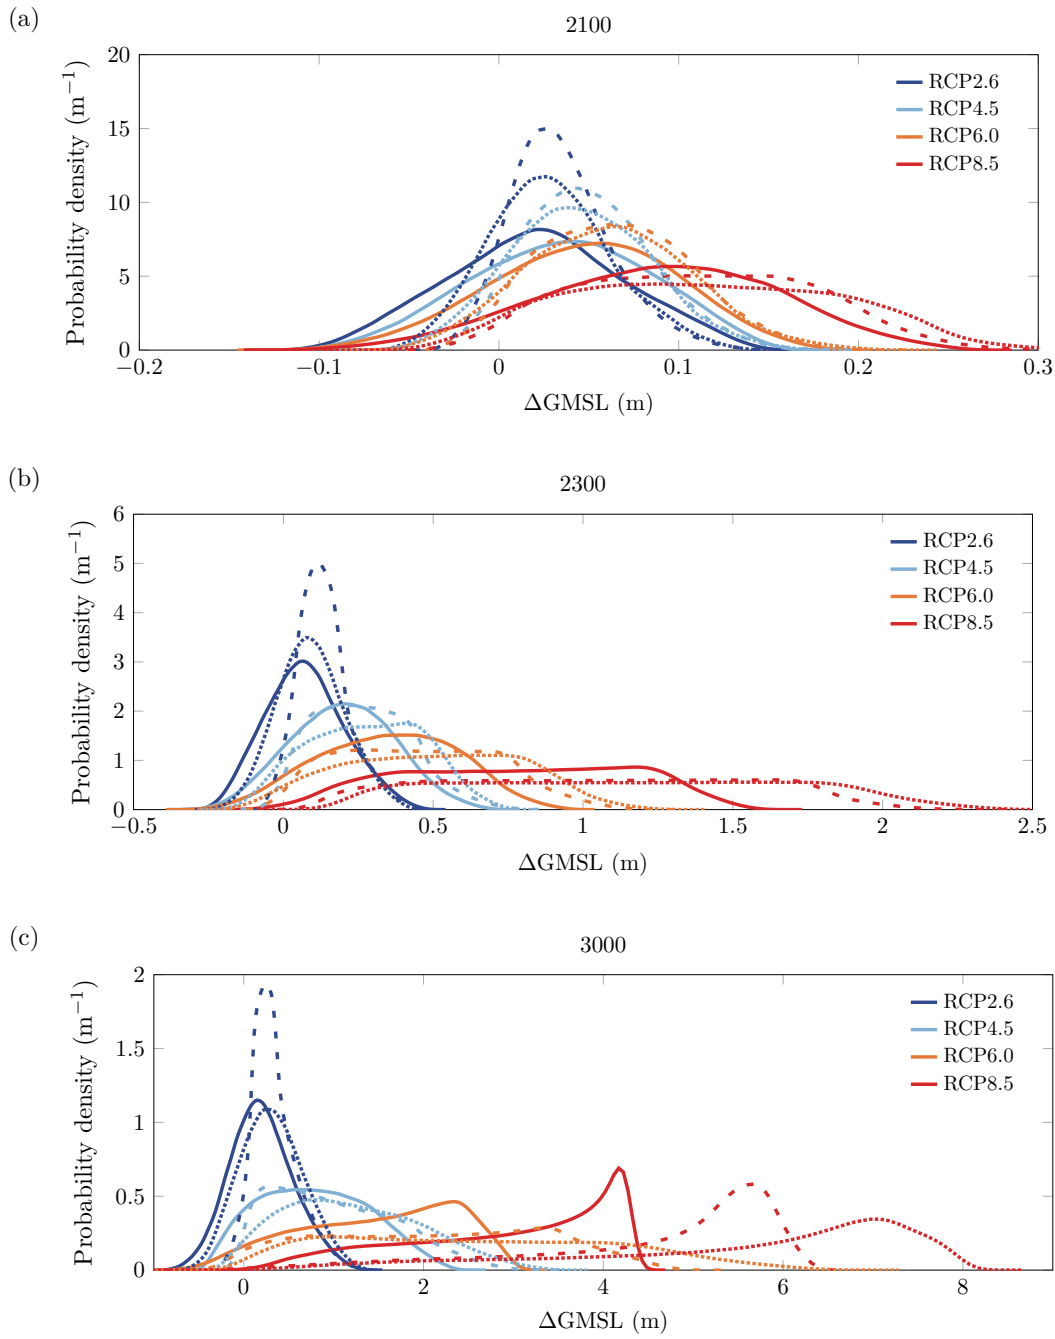 (a)
2100
20
15
10
5
0
Probability density (m⁻¹)
RCP2.6
RCP4.5
RCP6.0
RCP8.5
−0.2 −0.1 0 0.1 0.2 0.3
ΔGMSL (m)
(b)
2300
6
5
4
3
2
1
0
Probability density (m⁻¹)
RCP2.6
RCP4.5
RCP6.0
RCP8.5
−0.5 0 0.5 1 1.5 2 2.5
ΔGMSL (m)
(c)
3000
2
1.5
1
0.5
0
Probability density (m⁻¹)
RCP2.6
RCP4.5
RCP6.0
RCP8.5
0 2 4 6 8
ΔGMSL (m)